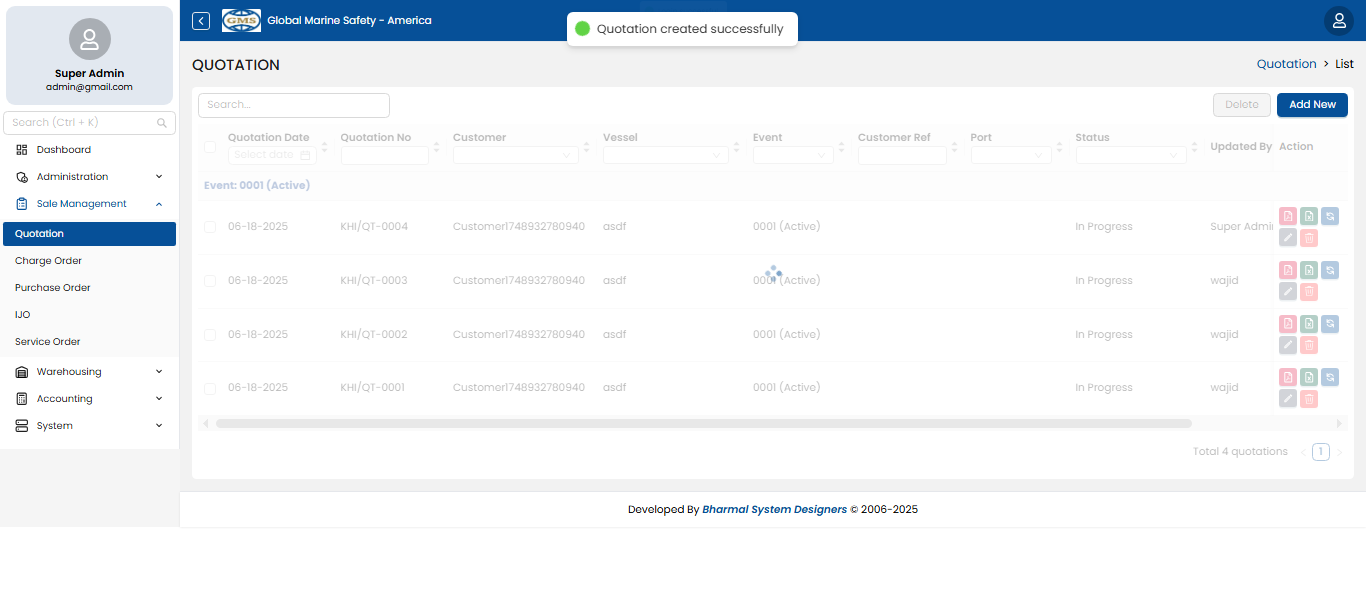 GMS Global Marine Safety - America
Quotation created successfully
Super Admin
admin@gmail.com
Search (Ctrl + K)
Dashboard
Administration
Sale Management
Quotation
Charge Order
Purchase Order
IJO
Service Order
Warehousing
Accounting
System
QUOTATION
Quotation > List
Search...
Delete Add New
Quotation Date Quotation No Customer Vessel Event Customer Ref Port Status Updated By Action
Select date
Event: 0001 (Active)
06-18-2025 KHI/QT-0004 Customer1748932780940 asdf 0001 (Active) In Progress Super Admin
06-18-2025 KHI/QT-0003 Customer1748932780940 asdf 0001 (Active) In Progress wajid
06-18-2025 KHI/QT-0002 Customer1748932780940 asdf 0001 (Active) In Progress wajid
06-18-2025 KHI/QT-0001 Customer1748932780940 asdf 0001 (Active) In Progress wajid
Total 4 quotations 1
Developed By Bharmal System Designers © 2006-2025